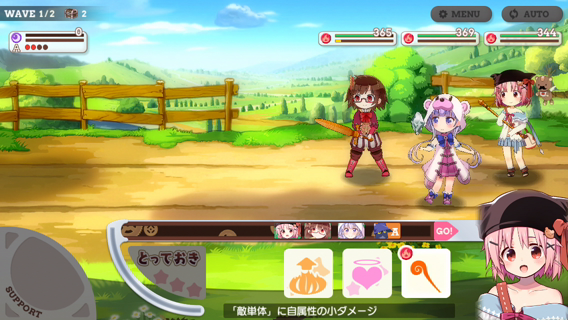 WAVE 1/2 2
MENU
AUTO
0
A
365
369
344
A
GO!
とっておき
SUPPORT
「敵単体」に自属性の小ダメージ